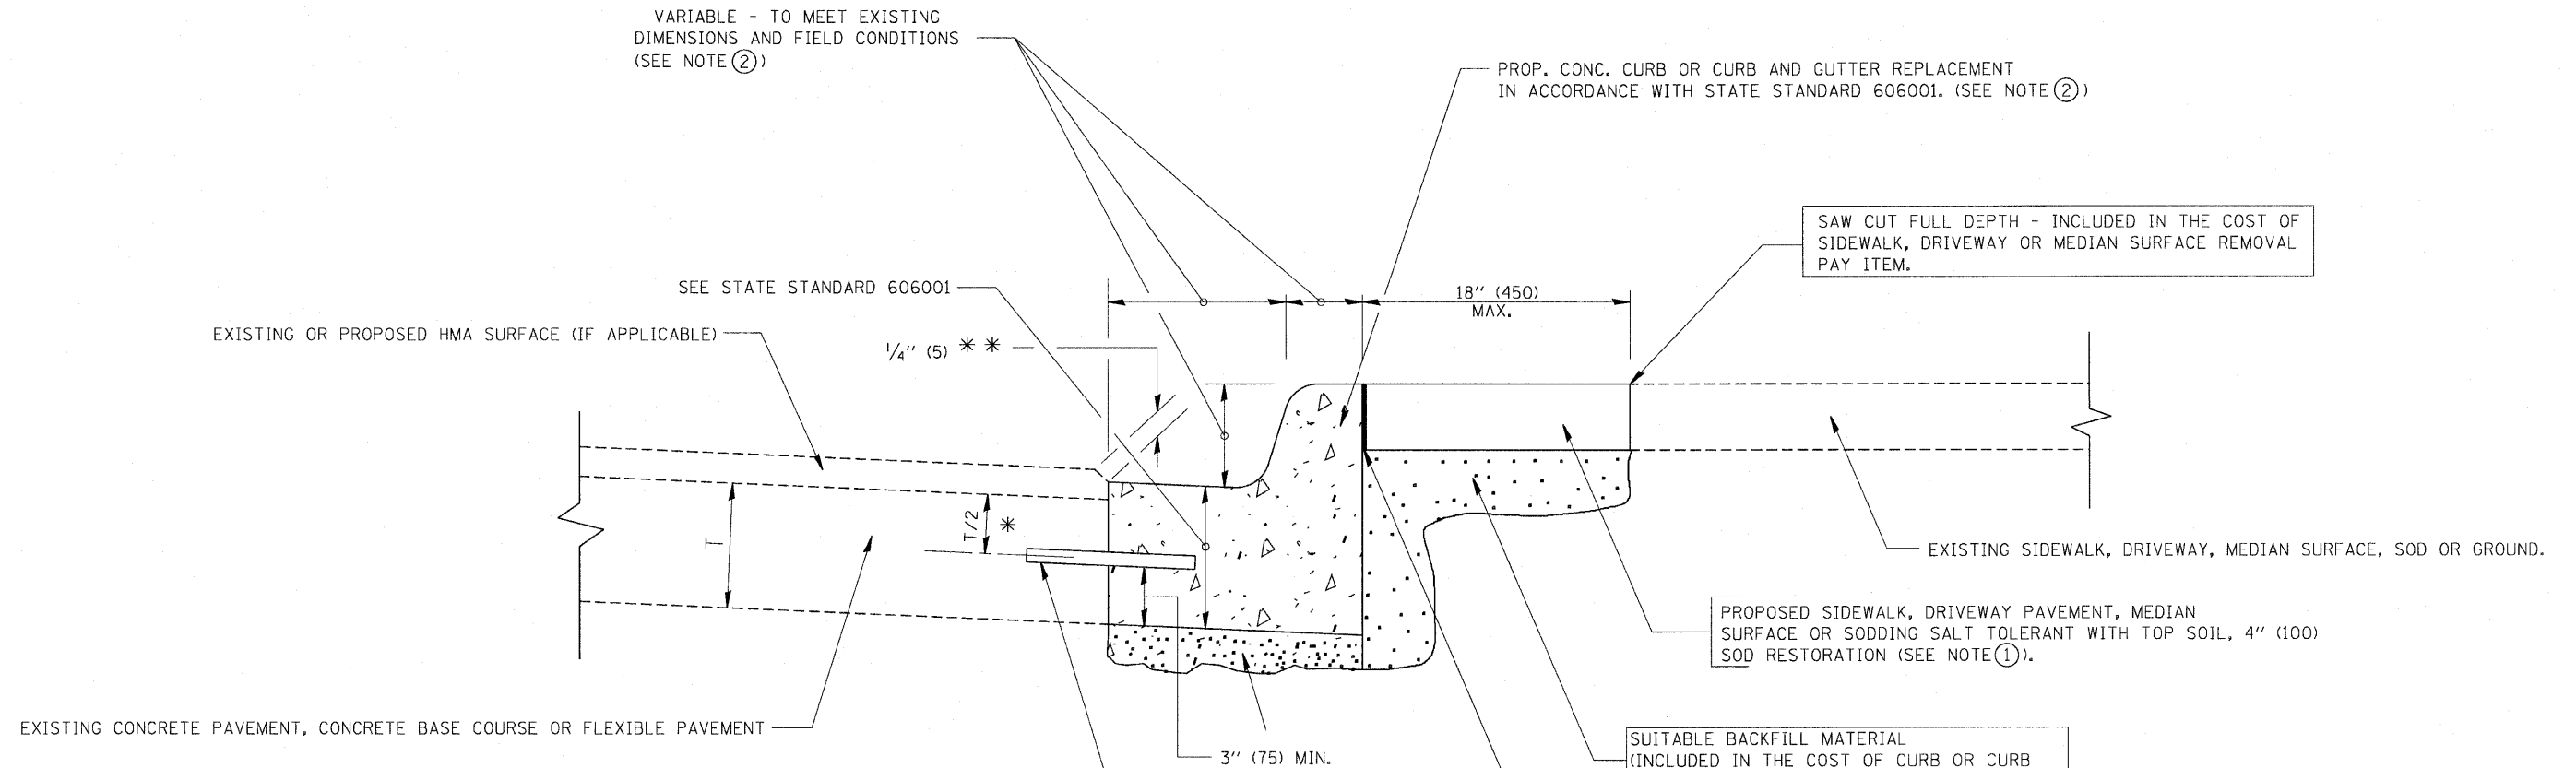 VARIABLE - TO MEET EXISTING
DIMENSIONS AND FIELD CONDITIONS
(SEE NOTE ②)
PROP. CONC. CURB OR CURB AND GUTTER REPLACEMENT
IN ACCORDANCE WITH STATE STANDARD 606001. (SEE NOTE ②)
SAW CUT FULL DEPTH - INCLUDED IN THE COST OF
SIDEWALK, DRIVEWAY OR MEDIAN SURFACE REMOVAL
PAY ITEM.
SEE STATE STANDARD 606001
18" (450)
MAX.
EXISTING OR PROPOSED HMA SURFACE (IF APPLICABLE)
1/4" (5) * *
T
T/2 *
EXISTING SIDEWALK, DRIVEWAY, MEDIAN SURFACE, SOD OR GROUND.
PROPOSED SIDEWALK, DRIVEWAY PAVEMENT, MEDIAN
SURFACE OR SODDING SALT TOLERANT WITH TOP SOIL, 4" (100)
SOD RESTORATION (SEE NOTE ①).
EXISTING CONCRETE PAVEMENT, CONCRETE BASE COURSE OR FLEXIBLE PAVEMENT
3" (75) MIN.
SUITABLE BACKFILL MATERIAL
(INCLUDED IN THE COST OF CURB OR CURB